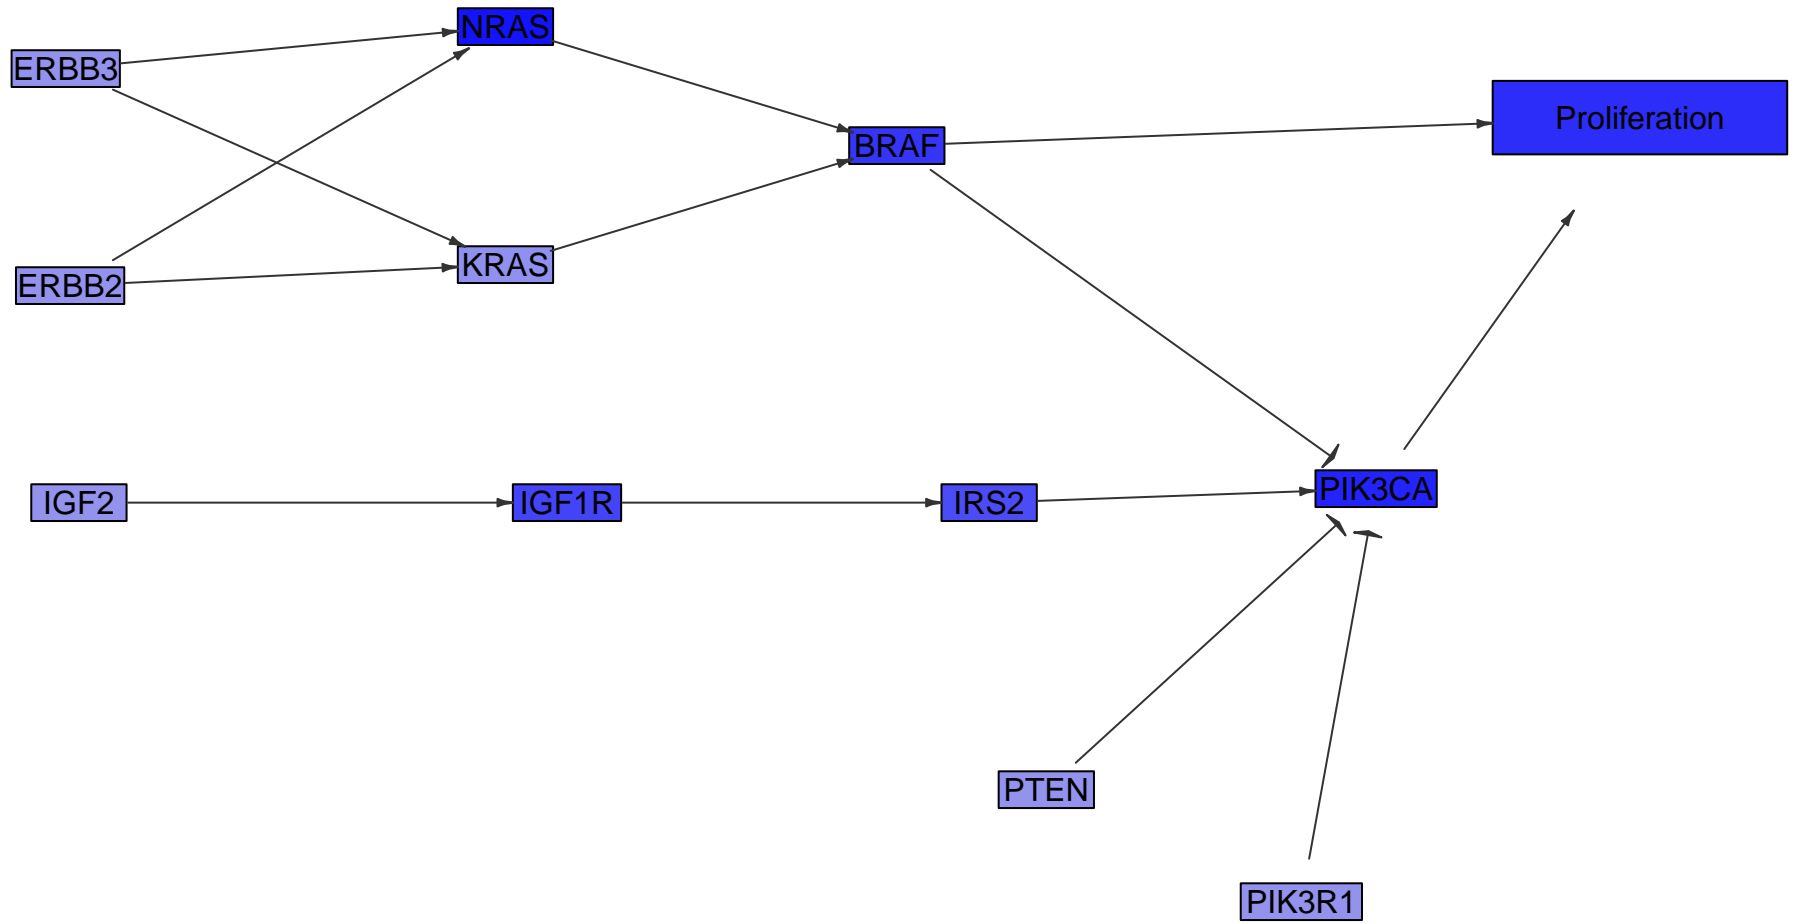 NRAS
ERBB3
Proliferation
BRAF
KRAS
ERBB2
IGF2
IGF1R
IRS2
PIK3CA
PTEN
PIK3R1